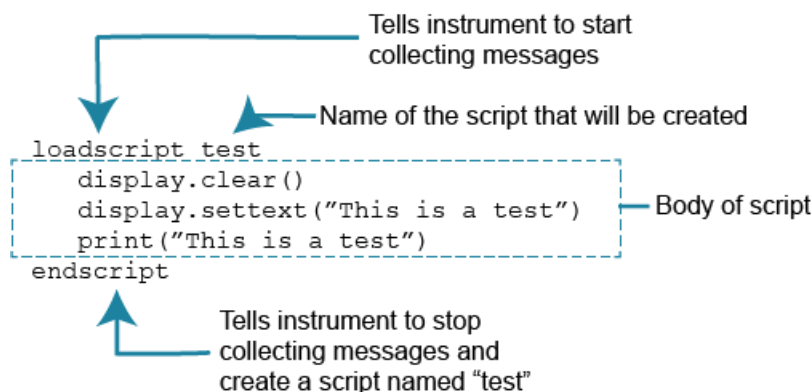 Tells instrument to start
collecting messages
Name of the script that will be created
loadscript test
display.clear()
display.settext(”This is a test”)
print(”This is a test”)
Body of script
endscript
Tells instrument to stop
collecting messages and
create a script named “test”